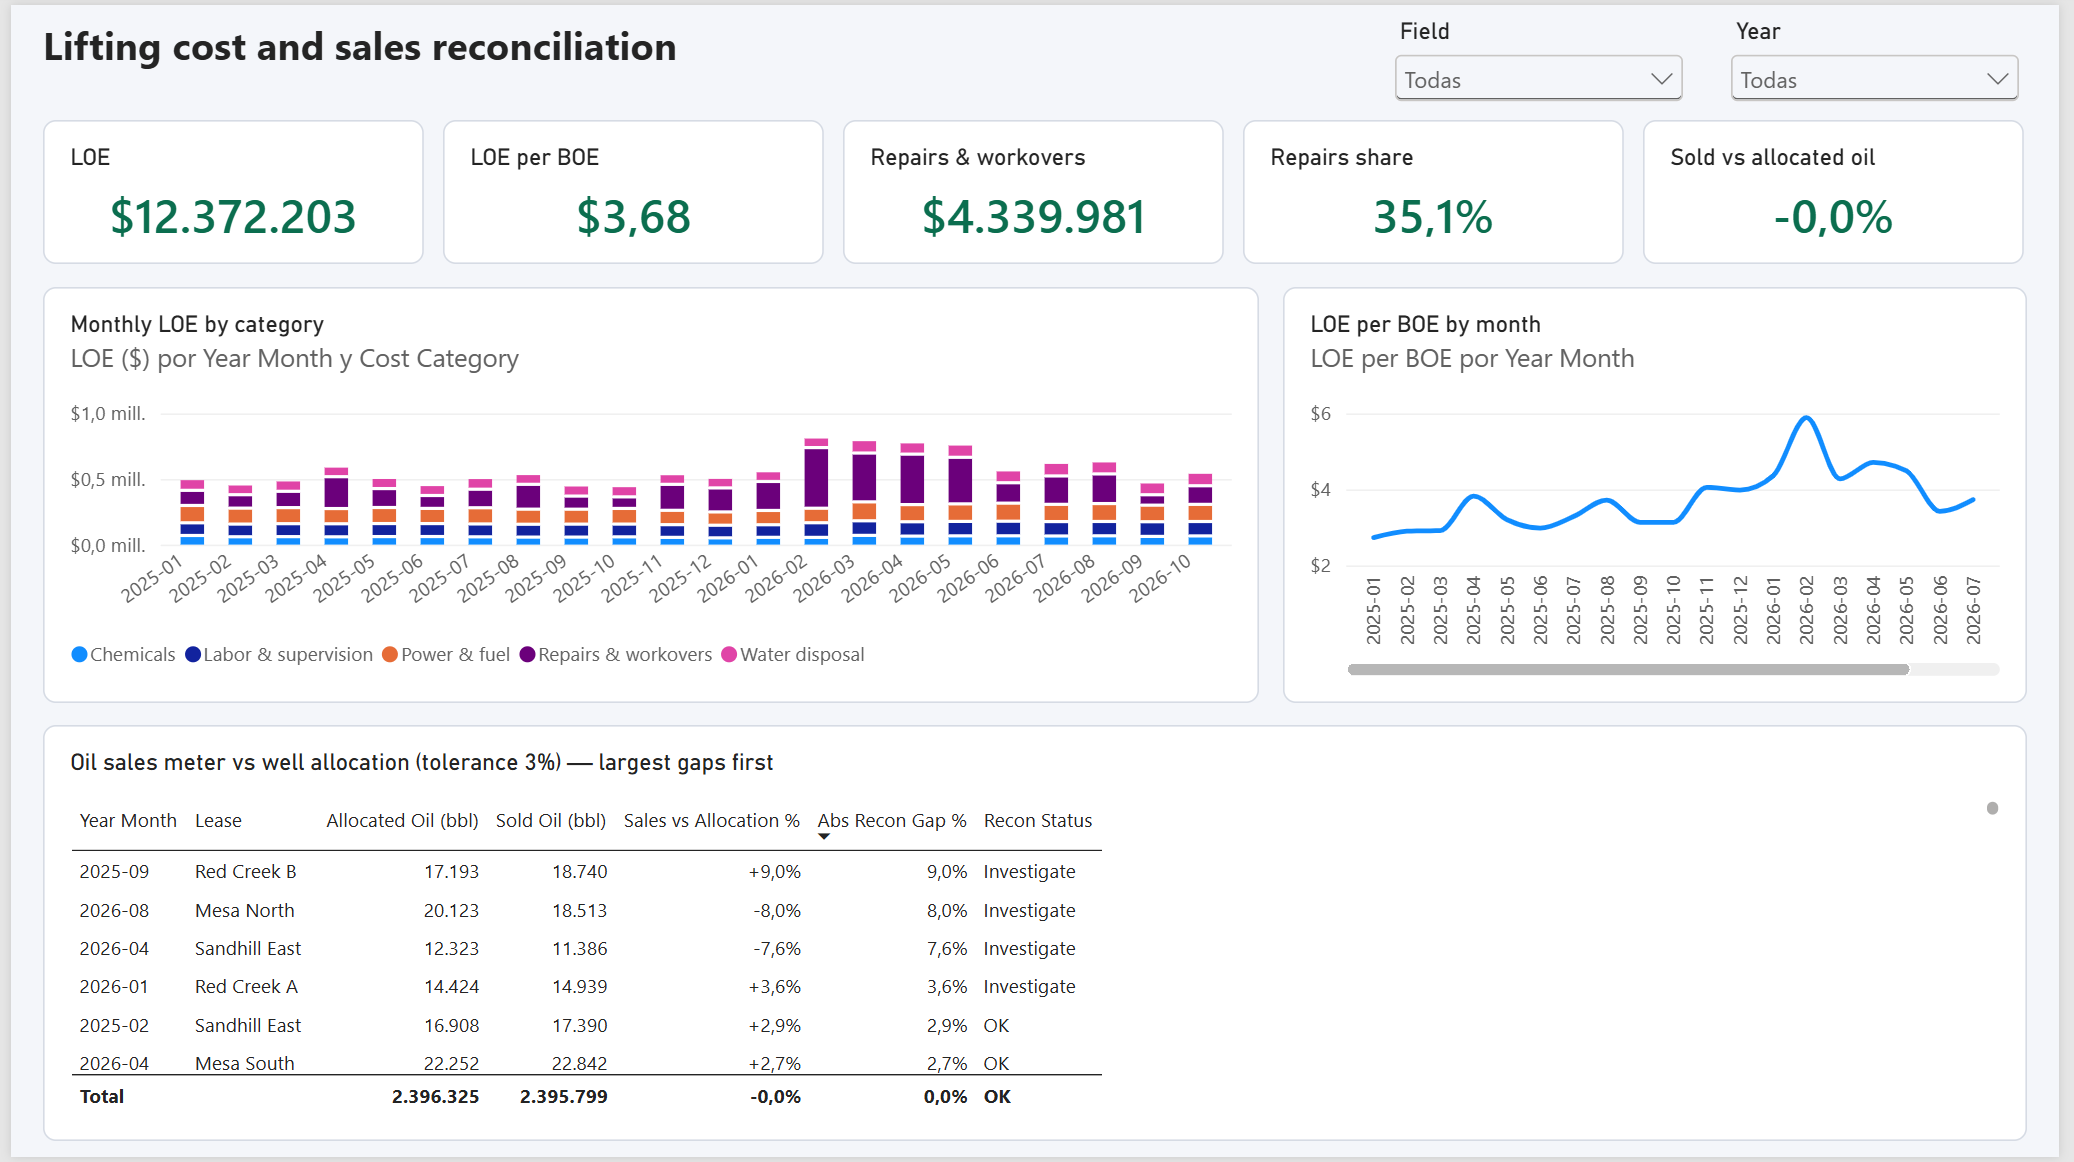 Lifting cost and sales reconciliation
Field
Todas
Year
Todas
LOE
$12.372.203
LOE per BOE
$3,68
Repairs & workovers
$4.339.981
Repairs share
35,1%
Sold vs allocated oil
-0,0%
Monthly LOE by category
LOE ($) por Year Month y Cost Category
$1,0 mill.
$0,5 mill.
$0,0 mill.
2025-01 2025-02 2025-03 2025-04 2025-05 2025-06 2025-07 2025-08 2025-09 2025-10 2025-11 2025-12 2026-01 2026-02 2026-03 2026-04 2026-05 2026-06 2026-07 2026-08 2026-09 2026-10
Chemicals Labor & supervision Power & fuel Repairs & workovers Water disposal
LOE per BOE by month
LOE per BOE por Year Month
$6
$4
$2
2025-01 2025-02 2025-03 2025-04 2025-05 2025-06 2025-07 2025-08 2025-09 2025-10 2025-11 2025-12 2026-01 2026-02 2026-03 2026-04 2026-05 2026-06 2026-07
Oil sales meter vs well allocation (tolerance 3%) — largest gaps first
Year Month Lease Allocated Oil (bbl) Sold Oil (bbl) Sales vs Allocation % Abs Recon Gap % Recon Status
2025-09 Red Creek B 17.193 18.740 +9,0% 9,0% Investigate
2026-08 Mesa North 20.123 18.513 -8,0% 8,0% Investigate
2026-04 Sandhill East 12.323 11.386 -7,6% 7,6% Investigate
2026-01 Red Creek A 14.424 14.939 +3,6% 3,6% Investigate
2025-02 Sandhill East 16.908 17.390 +2,9% 2,9% OK
2026-04 Mesa South 22.252 22.842 +2,7% 2,7% OK
Total 2.396.325 2.395.799 -0,0% 0,0% OK